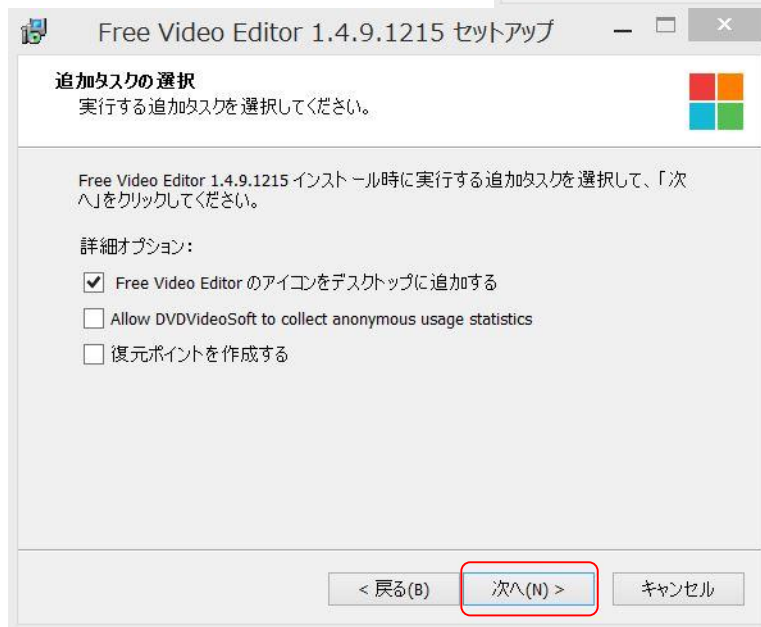 Free Video Editor 1.4.9.1215 セットアップ
追加タスクの選択
実行する追加タスクを選択してください。
Free Video Editor 1.4.9.1215 インストール時に実行する追加タスクを選択して、「次
へ」をクリックしてください。
詳細オプション:
Free Video Editor のアイコンをデスクトップに追加する
Allow DVDVideoSoft to collect anonymous usage statistics
復元ポイントを作成する
< 戻る(B) 次へ(N) > キャンセル